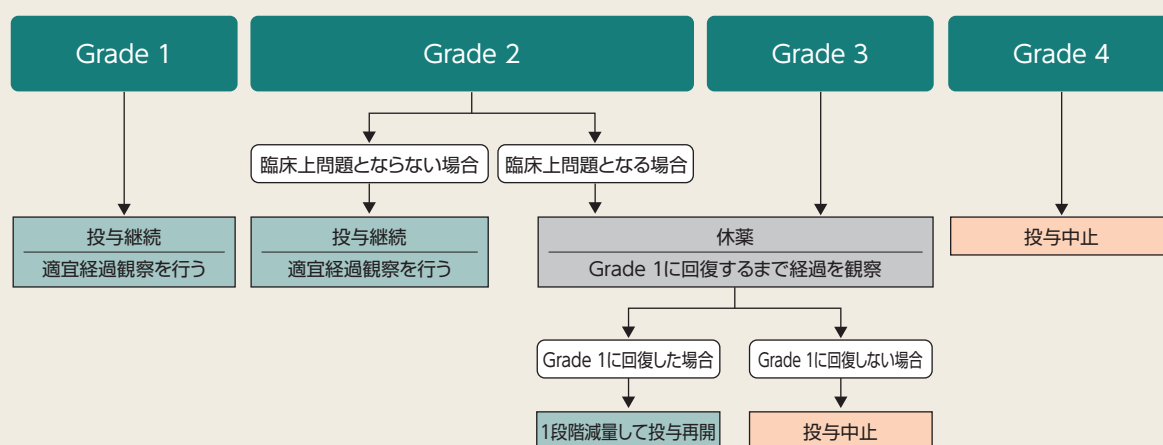 Grade 1
Grade 2
Grade 3
Grade 4
臨床上問題とならない場合
臨床上問題となる場合
投与継続
適宜経過観察を行う
投与継続
適宜経過観察を行う
休薬
Grade 1に回復するまで経過を観察
投与中止
Grade 1に回復した場合
Grade 1に回復しない場合
1段階減量して投与再開
投与中止